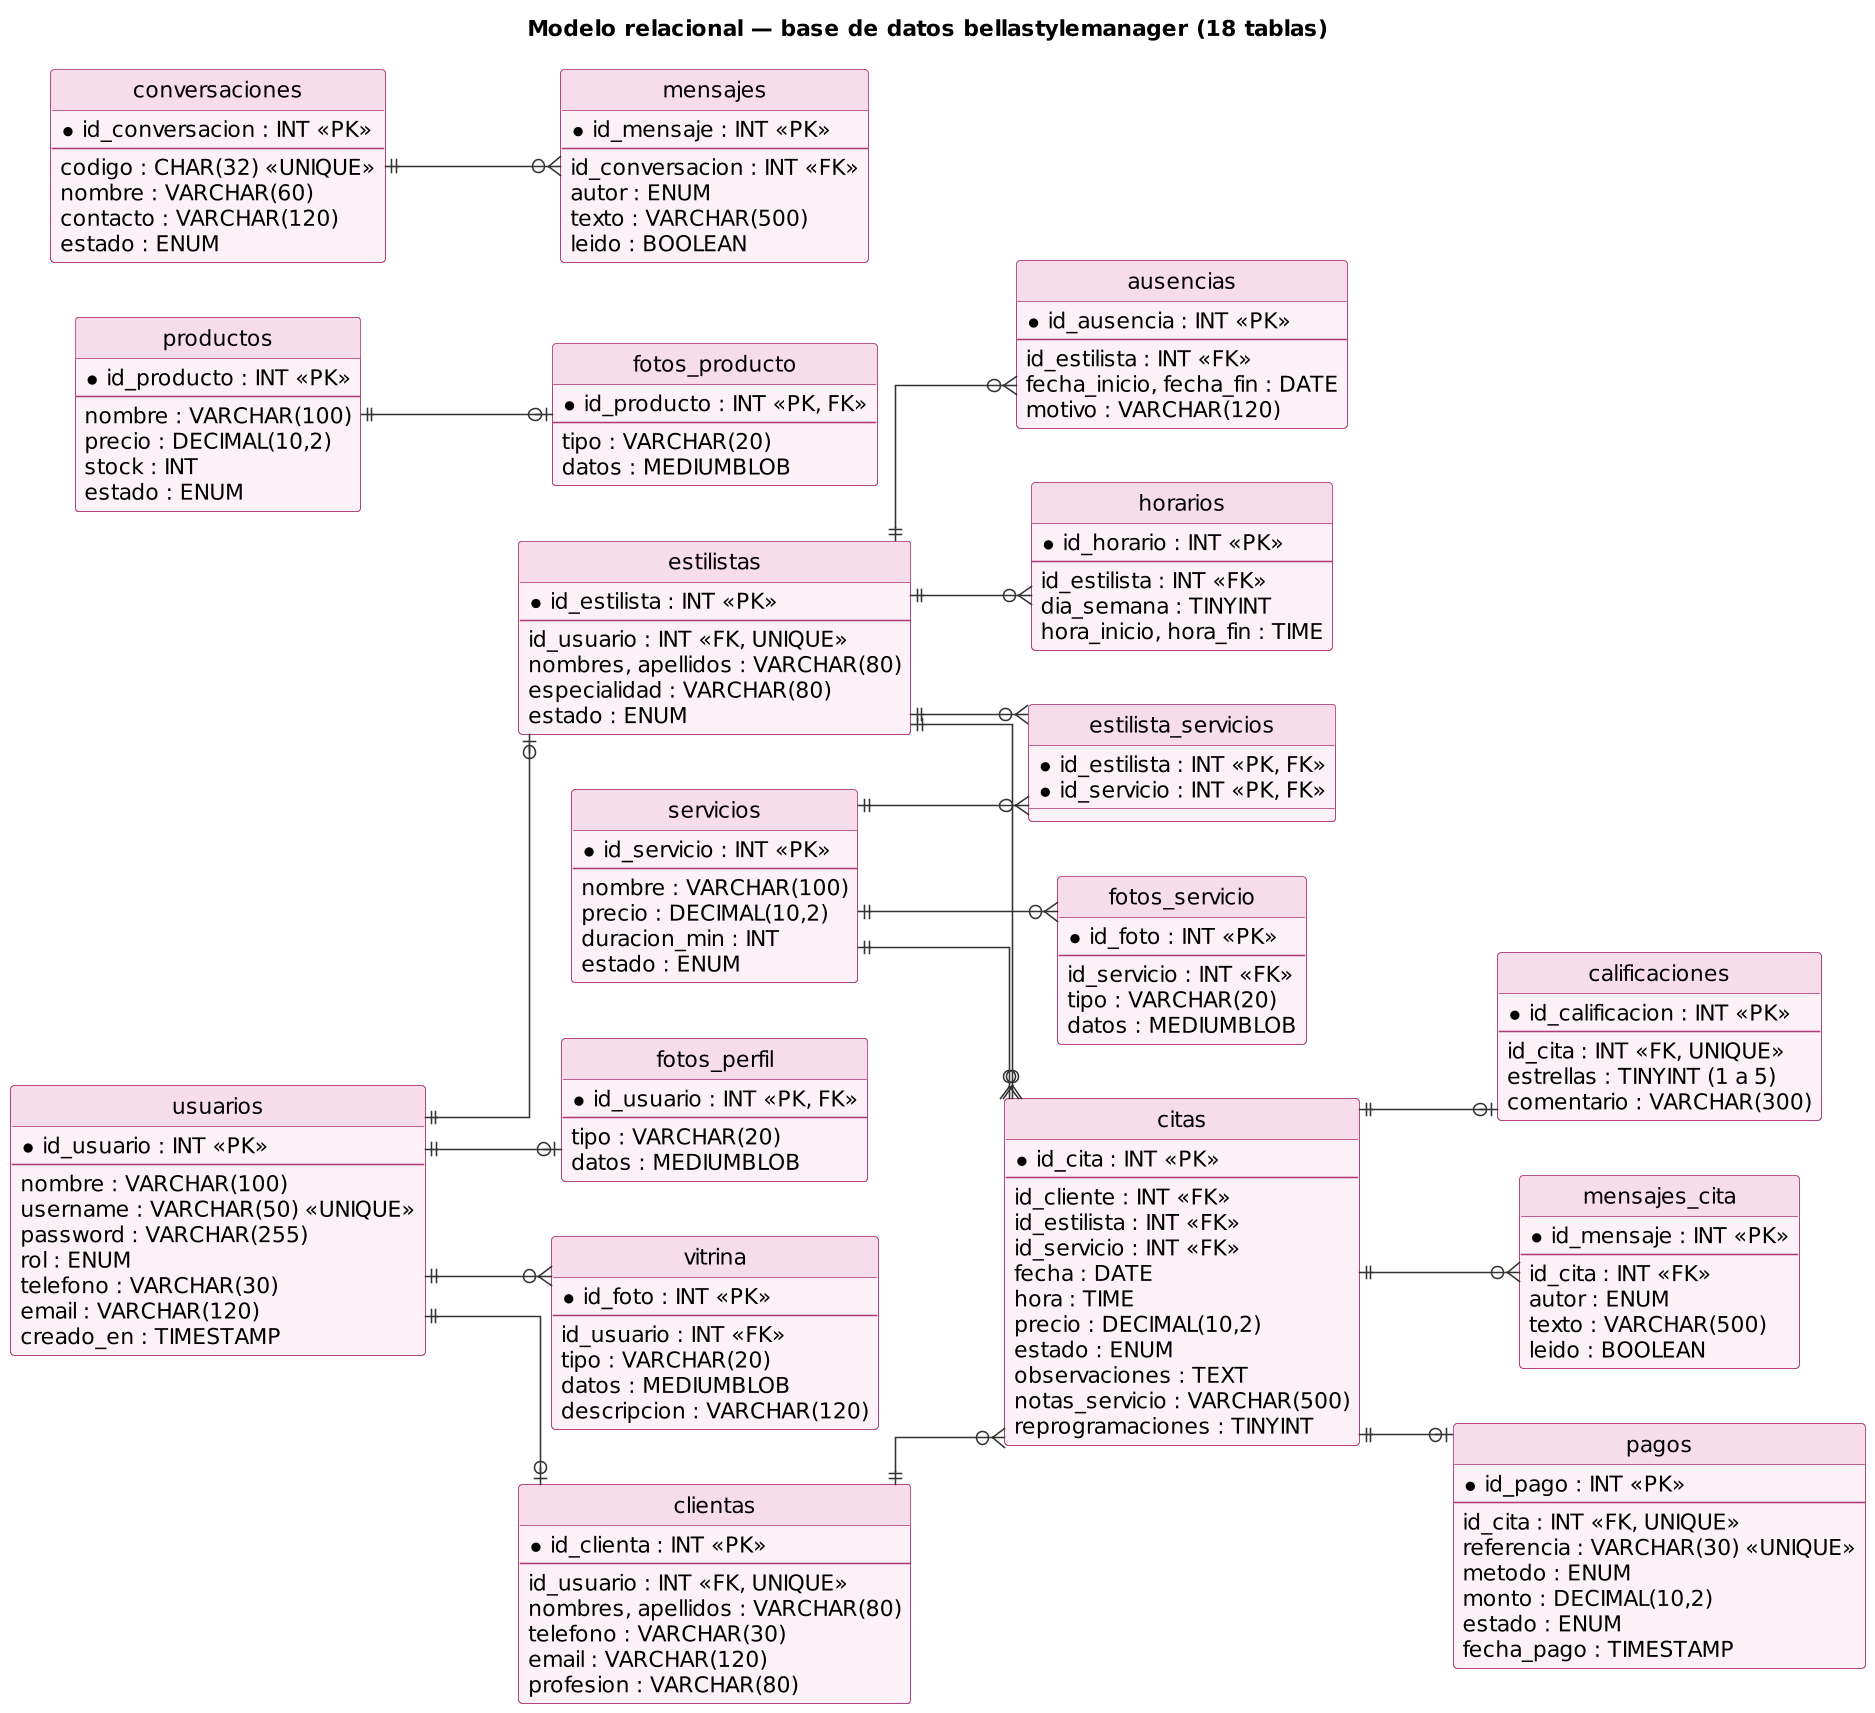 Modelo relacional — base de datos bellastylemanager (18 tablas)
conversaciones
id_conversacion : INT «PK»
codigo : CHAR(32) «UNIQUE»
nombre : VARCHAR(60)
contacto : VARCHAR(120)
estado : ENUM
mensajes
id_mensaje : INT «PK»
id_conversacion : INT «FK»
autor : ENUM
texto : VARCHAR(500)
leido : BOOLEAN
productos
id_producto : INT «PK»
nombre : VARCHAR(100)
precio : DECIMAL(10,2)
stock : INT
estado : ENUM
fotos_producto
id_producto : INT «PK, FK»
tipo : VARCHAR(20)
datos : MEDIUMBLOB
ausencias
id_ausencia : INT «PK»
id_estilista : INT «FK»
fecha_inicio, fecha_fin : DATE
motivo : VARCHAR(120)
horarios
id_horario : INT «PK»
id_estilista : INT «FK»
dia_semana : TINYINT
hora_inicio, hora_fin : TIME
estilistas
id_estilista : INT «PK»
id_usuario : INT «FK, UNIQUE»
nombres, apellidos : VARCHAR(80)
especialidad : VARCHAR(80)
estado : ENUM
estilista_servicios
id_estilista : INT «PK, FK»
id_servicio : INT «PK, FK»
servicios
id_servicio : INT «PK»
nombre : VARCHAR(100)
precio : DECIMAL(10,2)
duracion_min : INT
estado : ENUM
fotos_servicio
id_foto : INT «PK»
id_servicio : INT «FK»
tipo : VARCHAR(20)
datos : MEDIUMBLOB
calificaciones
id_calificacion : INT «PK»
id_cita : INT «FK, UNIQUE»
estrellas : TINYINT (1 a 5)
comentario : VARCHAR(300)
usuarios
id_usuario : INT «PK»
nombre : VARCHAR(100)
username : VARCHAR(50) «UNIQUE»
password : VARCHAR(255)
rol : ENUM
telefono : VARCHAR(30)
email : VARCHAR(120)
creado_en : TIMESTAMP
fotos_perfil
id_usuario : INT «PK, FK»
tipo : VARCHAR(20)
datos : MEDIUMBLOB
citas
id_cita : INT «PK»
id_cliente : INT «FK»
id_estilista : INT «FK»
id_servicio : INT «FK»
fecha : DATE
hora : TIME
precio : DECIMAL(10,2)
estado : ENUM
observaciones : TEXT
notas_servicio : VARCHAR(500)
reprogramaciones : TINYINT
mensajes_cita
id_mensaje : INT «PK»
id_cita : INT «FK»
autor : ENUM
texto : VARCHAR(500)
leido : BOOLEAN
vitrina
id_foto : INT «PK»
id_usuario : INT «FK»
tipo : VARCHAR(20)
datos : MEDIUMBLOB
descripcion : VARCHAR(120)
clientas
id_clienta : INT «PK»
id_usuario : INT «FK, UNIQUE»
nombres, apellidos : VARCHAR(80)
telefono : VARCHAR(30)
email : VARCHAR(120)
profesion : VARCHAR(80)
pagos
id_pago : INT «PK»
id_cita : INT «FK, UNIQUE»
referencia : VARCHAR(30) «UNIQUE»
metodo : ENUM
monto : DECIMAL(10,2)
estado : ENUM
fecha_pago : TIMESTAMP